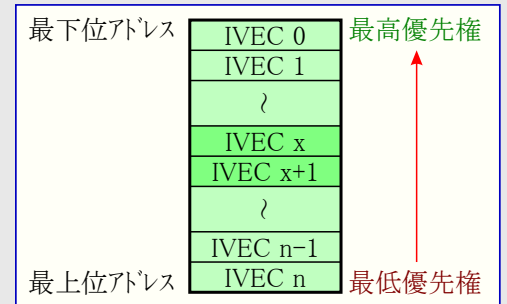 最下位アドレス IVEC 0 最高優先権
IVEC 1
～
IVEC x
IVEC x+1
～
IVEC n-1
最上位アドレス IVEC n 最低優先権